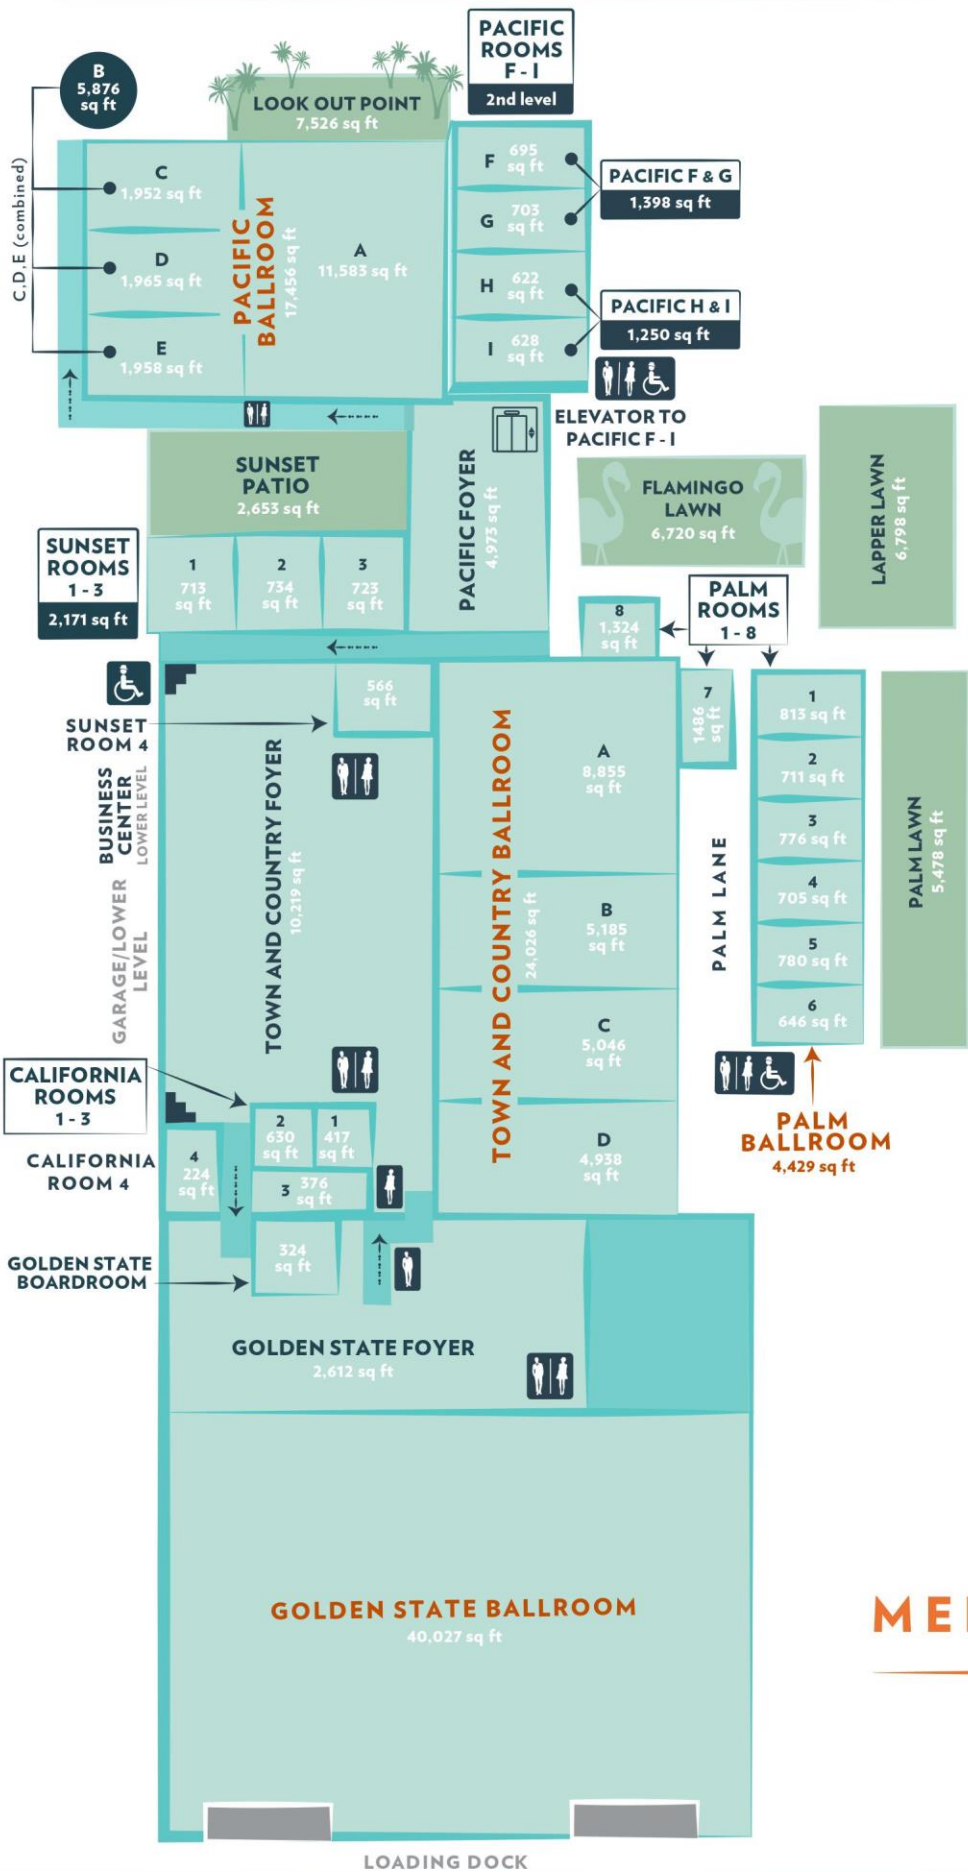 PACIFIC
ROOMS
F - I
2nd level
B
5,876
sq ft
C,D,E (combined)
LOOK OUT POINT
7,526 sq ft
C
1,952 sq ft
D
1,965 sq ft
E
1,958 sq ft
PACIFIC
BALLROOM
17,456 sq ft
A
11,583 sq ft
F 695
sq ft
G 703
sq ft
H 622
sq ft
I 628
sq ft
PACIFIC F & G
1,398 sq ft
PACIFIC H & I
1,250 sq ft
ELEVATOR TO
PACIFIC F - I
SUNSET
PATIO
2,653 sq ft
PACIFIC FOYER
4,973 sq ft
FLAMINGO
LAWN
6,720 sq ft
LAPPER LAWN
6,798 sq ft
SUNSET
ROOMS
1 - 3
2,171 sq ft
1
713
sq ft
2
734
sq ft
3
723
sq ft
PALM
ROOMS
1 - 8
8
1,324
sq ft
7
1486
sq ft
566
sq ft
SUNSET
ROOM 4
BUSINESS
CENTER
LOWER LEVEL
GARAGE/LOWER
LEVEL
TOWN AND COUNTRY FOYER
10,219 sq ft
TOWN AND COUNTRY BALLROOM
24,026 sq ft
A
8,855
sq ft
B
5,185
sq ft
C
5,046
sq ft
D
4,938
sq ft
PALM LANE
1
813 sq ft
2
711 sq ft
3
776 sq ft
4
705 sq ft
5
780 sq ft
6
646 sq ft
PALM LAWN
5,478 sq ft
PALM
BALLROOM
4,429 sq ft
CALIFORNIA
ROOMS
1 - 3
2
630
sq ft
1
417
sq ft
3 376
sq ft
CALIFORNIA
ROOM 4
4
224
sq ft
GOLDEN STATE
BOARDROOM
324
sq ft
GOLDEN STATE FOYER
2,612 sq ft
GOLDEN STATE BALLROOM
40,027 sq ft
LOADING DOCK